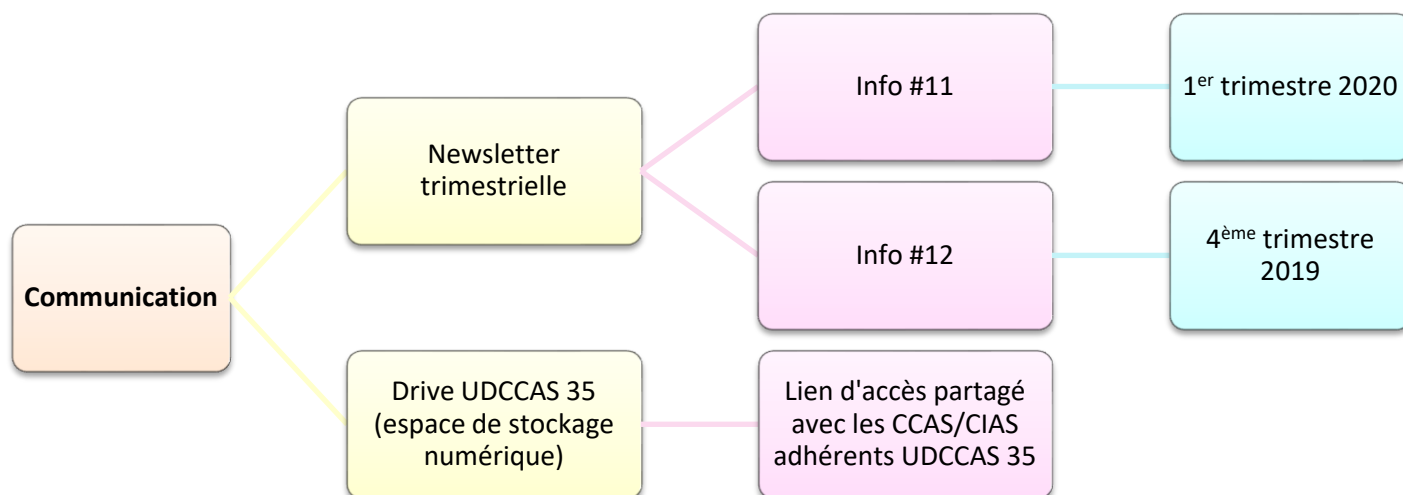 Communication
Newsletter
trimestrielle
Info #11
1er trimestre 2020
Info #12
4ème trimestre
2019
Drive UDCCAS 35
(espace de stockage
numérique)
Lien d'accès partagé
avec les CCAS/CIAS
adhérents UDCCAS 35